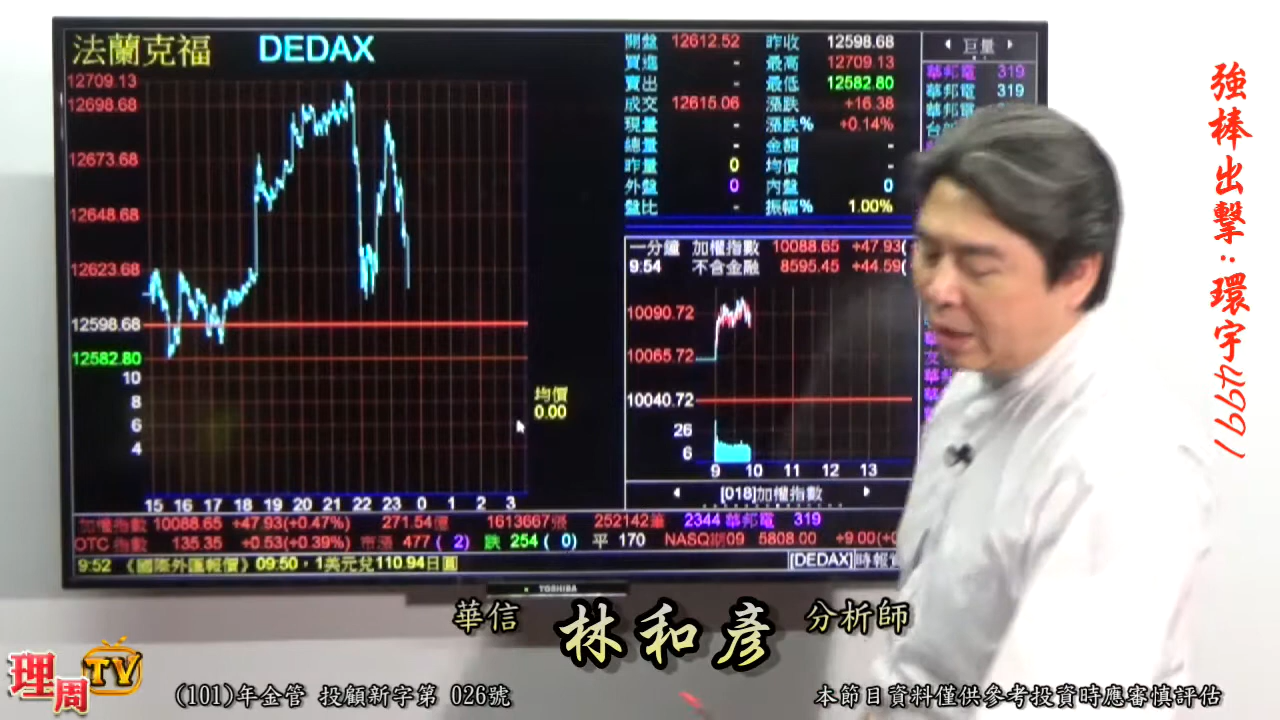 法蘭克福 DEDAX
12709.13
12698.68
12673.68
12648.68
12623.68
12598.68
12582.80
10
8
6
4
均價
0.00
15 16 17 18 19 20 21 22 23 0 1 2 3
開盤 12612.52 昨收 12598.68
買進 - 最高 12709.13
賣出 - 最低 12582.80
成交 12615.06 漲跌 +16.38
現量 - 漲跌% +0.14%
總量 - 金額 -
昨量 0 均價 -
外盤 0 內盤 0
盤比 - 振幅% 1.00%
巨量
華邦電 319
華邦電 319
華邦電
一分鐘 加權指數 10088.65 +47.93(
9:54 不含金融 8595.45 +44.59(
10090.72
10065.72
10040.72
26
6
9 10 11 12 13
[018]加權指數
加權指數 10088.65 +47.93(+0.47%) 271.54億 1613667張 252142筆 2344 華邦電 319
OTC 指數 135.35 +0.53(+0.39%) 市漲 477 ( 2) 跌 254 ( 0) 平 170 NASQ期09 5808.00 +9.00(+0
9:52 《國際外匯報價》09:50，1美元兌110.94日圓
[DEDAX]時報資
TOSHIBA
強棒出擊:環宇4991
華信 林和彥 分析師
理周TV
(101)年金管 投顧新字第 026號
本節目資料僅供參考投資時應審慎評估